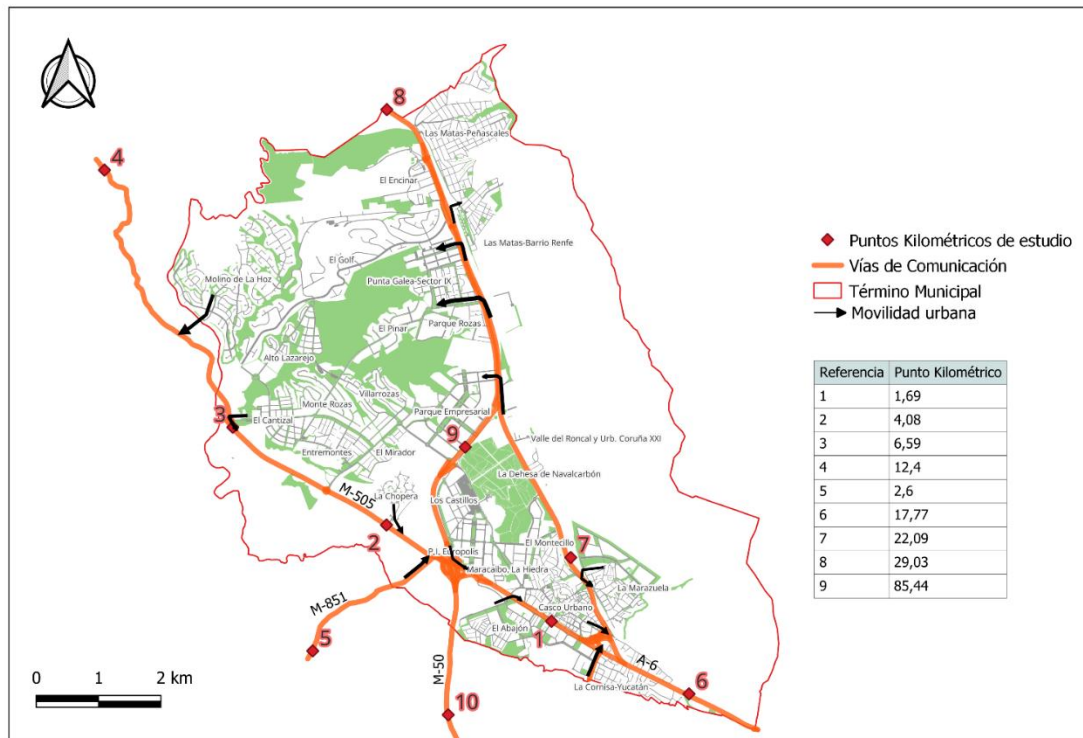 8
4
Las Matas-Peñascales
El Encinar
Las Matas-Barrio Renfe
El Golf
Molino de La Hoz
Punta Galea-Sector IX
Parque Rozas
El Pinar
Alto Lazarejo
Monte Rozas
Villarrozas
3
El Cantizal
Parque Empresarial
9
Valle del Roncal y Urb. Coruña XXI
Entremontes
El Mirador
La Dehesa de Navalcarbón
M-505
La Chopera
Los Castillos
2
El Montecillo
7
P.I. Europolis
Maracaibo, La Hiedra
La Marazuela
M-851
Casco Urbano
El Abajón
1
5
A-6
M-50
La Cornisa-Yucatán
6
10
0 1 2 km
Puntos Kilométricos de estudio
Vías de Comunicación
Término Municipal
Movilidad urbana
Referencia Punto Kilométrico
1 1,69
2 4,08
3 6,59
4 12,4
5 2,6
6 17,77
7 22,09
8 29,03
9 85,44